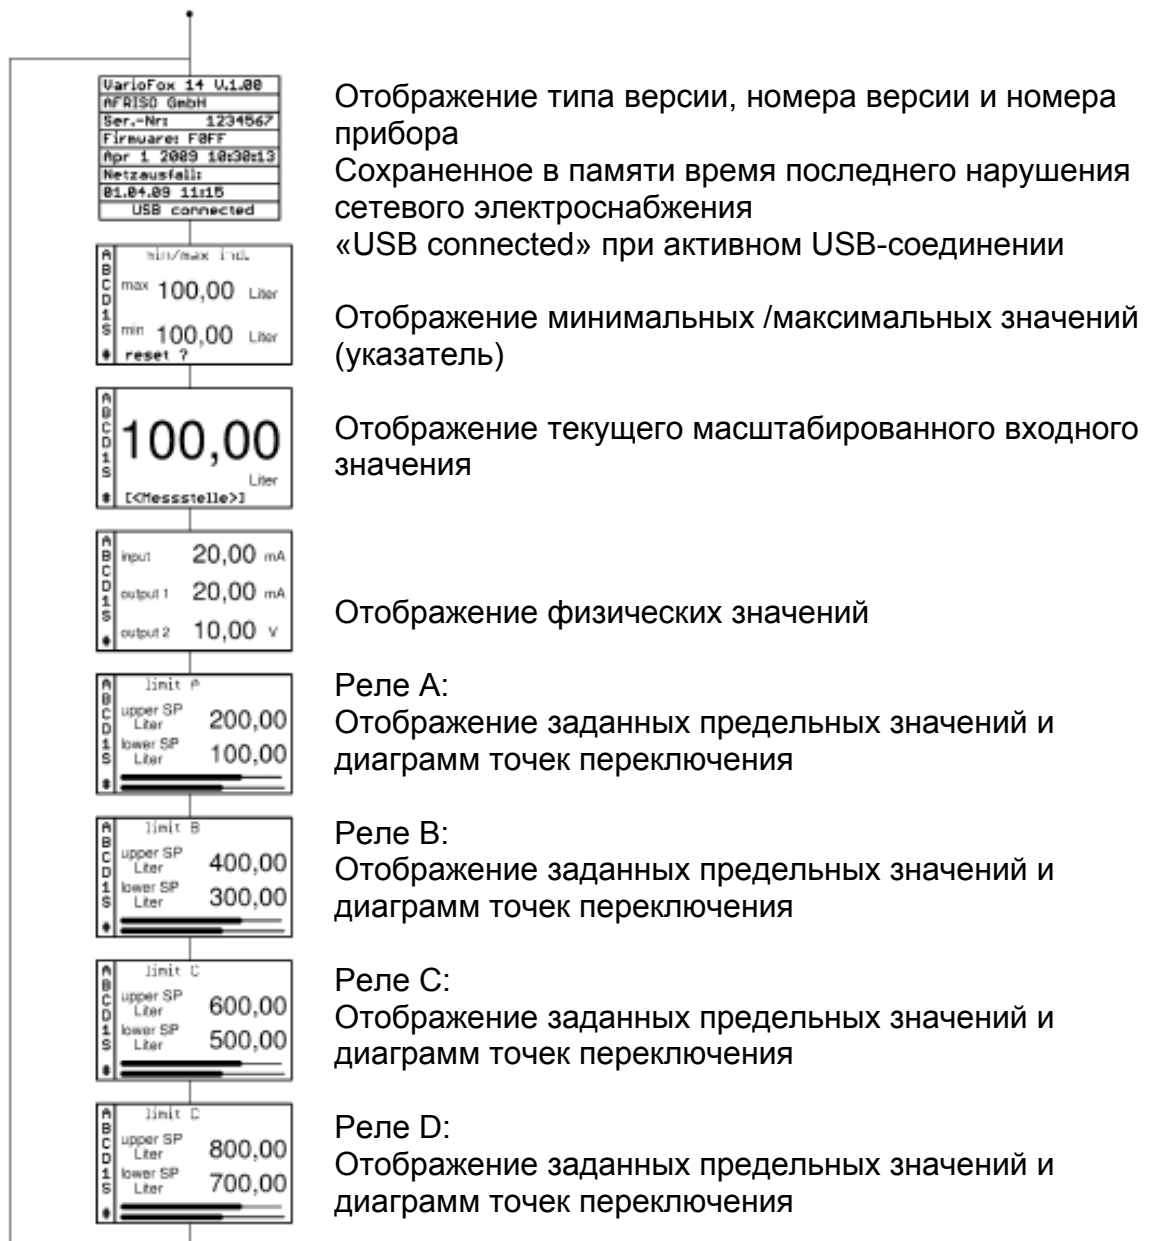 VarioFox 14 V.1.00
AFRISO GmbH
Ser.-Nr: 1234567
Firmware: F0FF
Apr 1 2009 10:30:13
Netzausfall:
01.04.09 11:15
USB connected
Отображение типа версии, номера версии и номера
прибора
Сохраненное в памяти время последнего нарушения
сетевого электроснабжения
«USB connected» при активном USB-соединении
A
B
C
D
1
S
#
min/max ind.
max 100,00 Liter
min 100,00 Liter
reset ?
Отображение минимальных /максимальных значений
(указатель)
A
B
C
D
1
S
#
100,00
Liter
[<Messstelle>]
Отображение текущего масштабированного входного
значения
A
B
C
D
1
S
#
input 20,00 mA
output 1 20,00 mA
output 2 10,00 V
Отображение физических значений
A
B
C
D
1
S
#
limit A
upper SP
Liter 200,00
lower SP
Liter 100,00
Реле A:
Отображение заданных предельных значений и
диаграмм точек переключения
A
B
C
D
1
S
#
limit B
upper SP
Liter 400,00
lower SP
Liter 300,00
Реле B:
Отображение заданных предельных значений и
диаграмм точек переключения
A
B
C
D
1
S
#
limit C
upper SP
Liter 600,00
lower SP
Liter 500,00
Реле C:
Отображение заданных предельных значений и
диаграмм точек переключения
A
B
C
D
1
S
#
limit D
upper SP
Liter 800,00
lower SP
Liter 700,00
Реле D:
Отображение заданных предельных значений и
диаграмм точек переключения